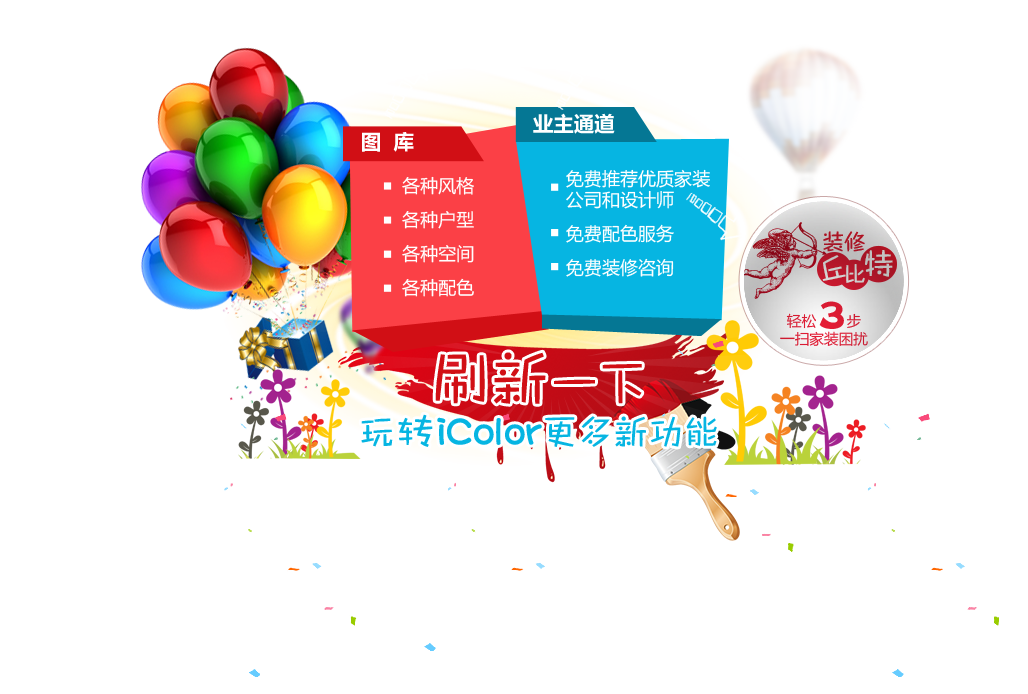 图 库
各种风格
各种户型
各种空间
各种配色
业主通道
免费推荐优质家装
公司和设计师
免费配色服务
免费装修咨询
装修
丘比特
轻松3步
一扫家装困扰
刷新一下
玩转iColor更多新功能